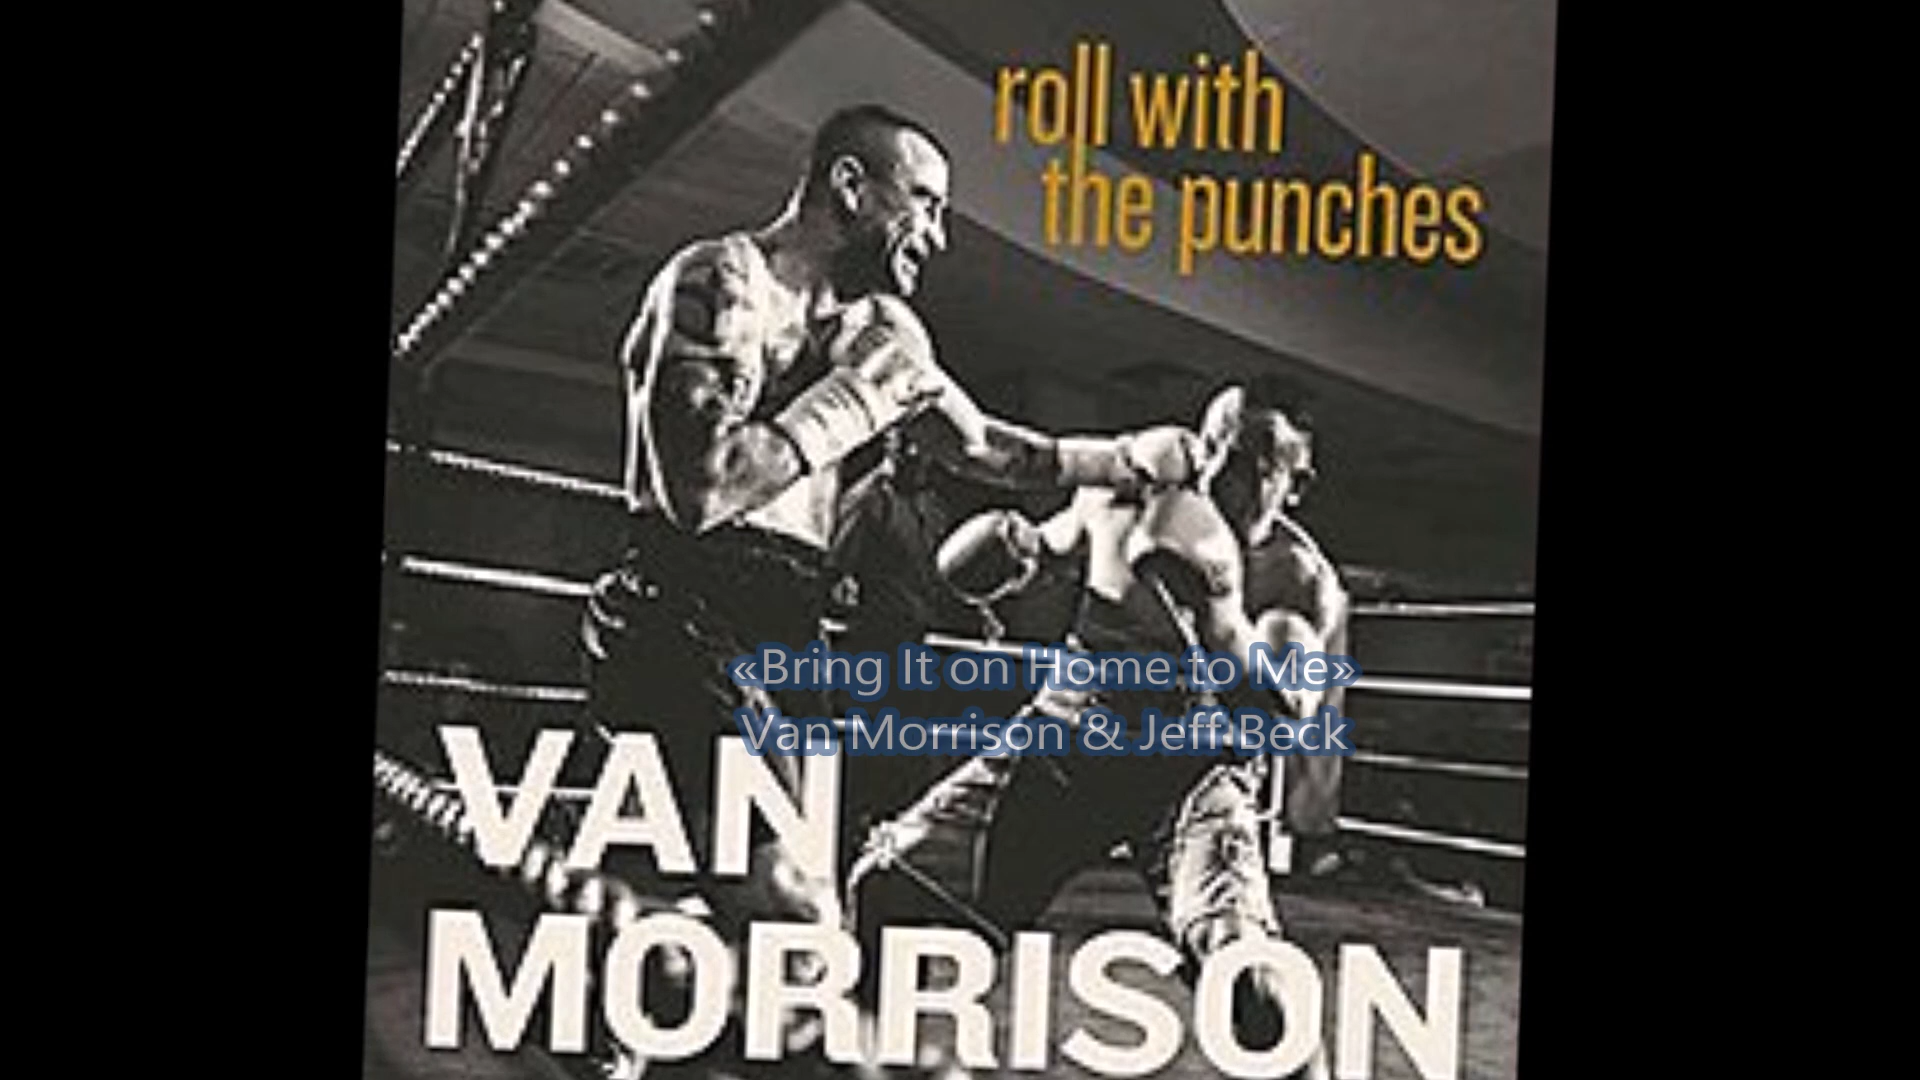 roll with
the punches
«Bring It on Home to Me»
Van Morrison & Jeff Beck
VAN
MORRISON